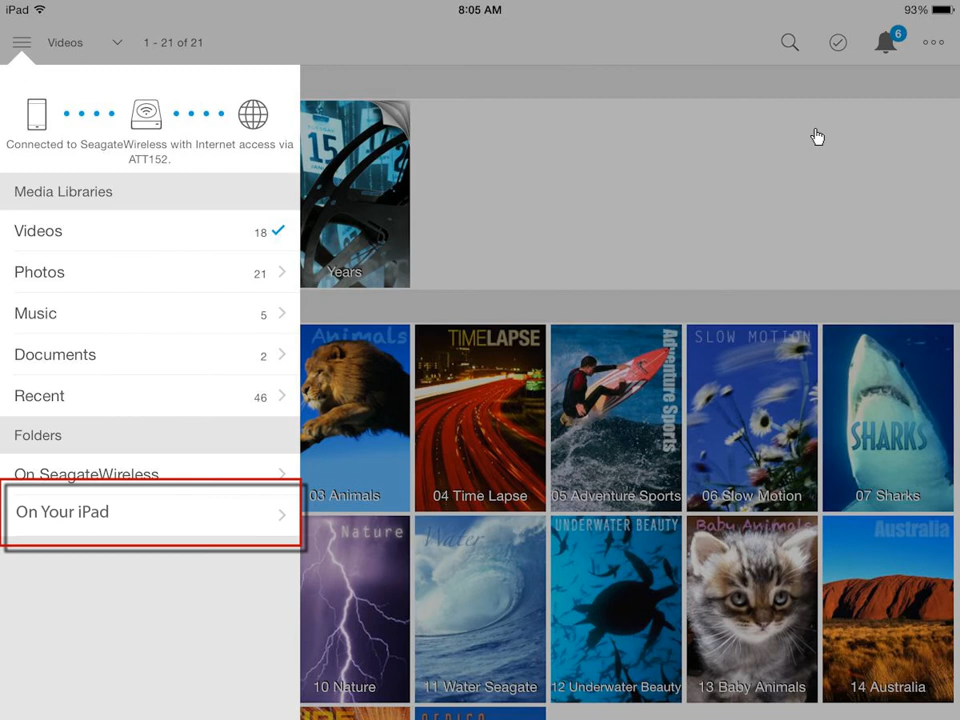 iPad 8:05 AM 93%
Videos 1 - 21 of 21 6
Connected to SeagateWireless with Internet access via
ATT152.
Media Libraries
Videos 18
Photos 21
Music 5
Documents 2
Recent 46
Folders
On SeagateWireless
On Your iPad
15
Years
Animals
03 Animals
TIMELAPSE
04 Time Lapse
Adventure Sports
05 Adventure Sports
SLOW MOTION
06 Slow Motion
SHARKS
07 Sharks
Nature
10 Nature
Water
11 Water Seagate
UNDERWATER BEAUTY
12 Underwater Beauty
Baby Animals
13 Baby Animals
Australia
14 Australia